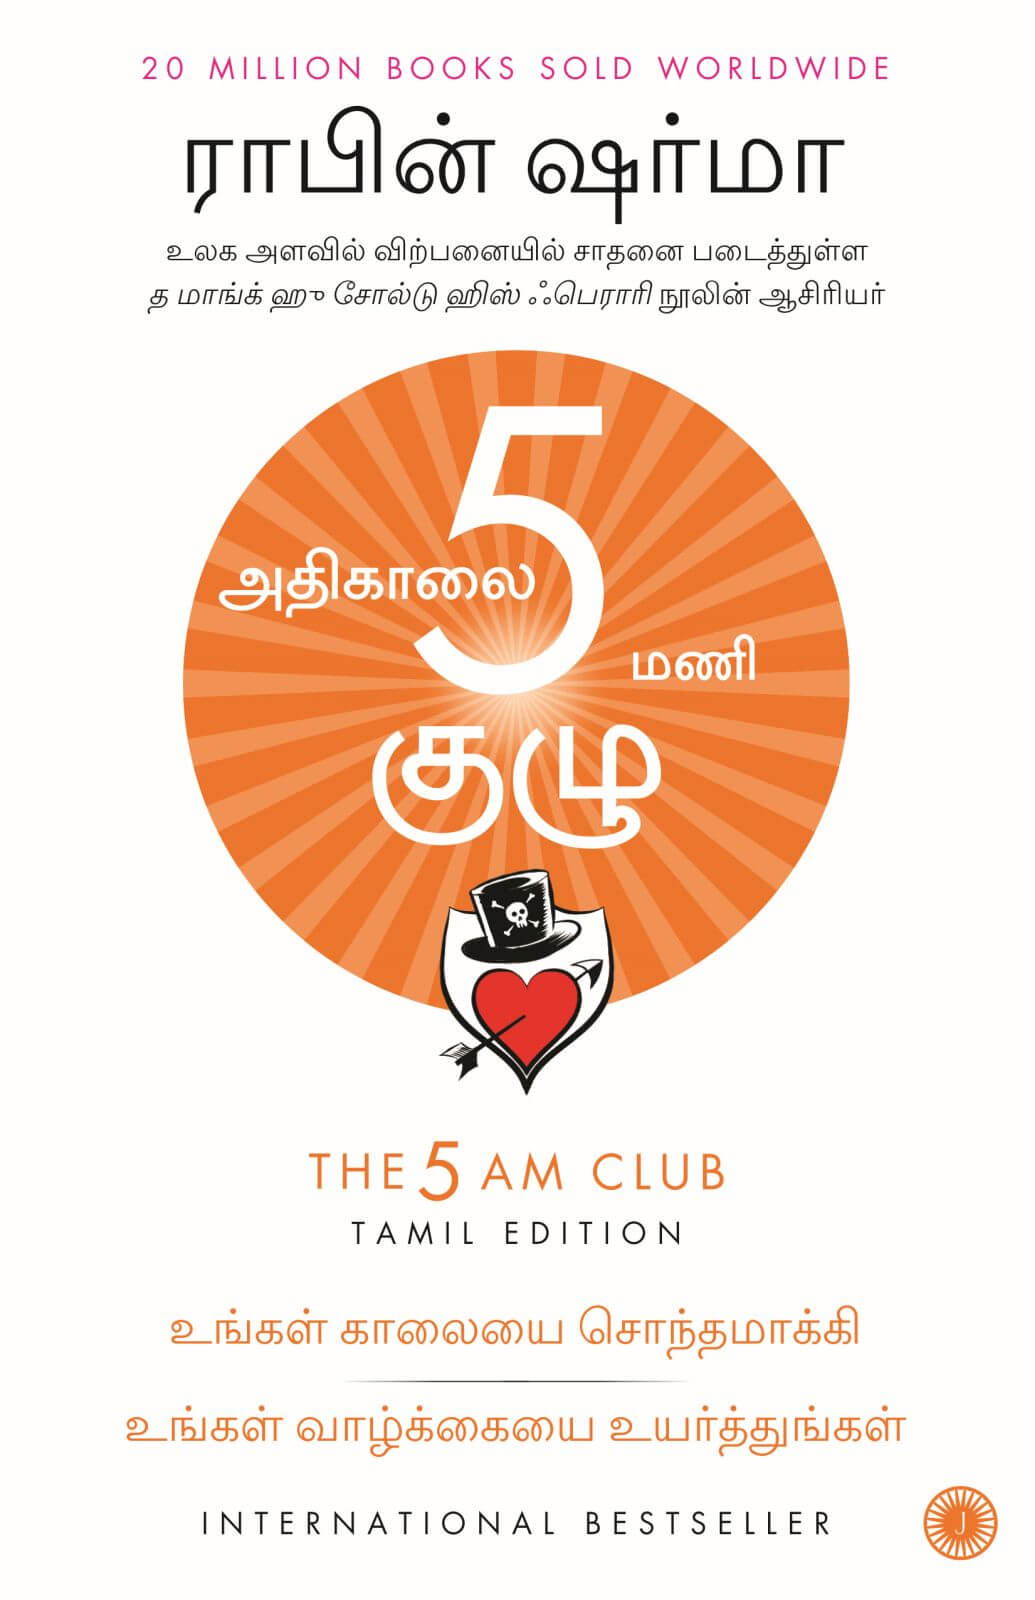 20 MILLION BOOKS SOLD WORLDWIDE
ராபின் ஷர்மா
உலக அளவில் விற்பனையில் சாதனை படைத்துள்ள
த மாங்க் ஹு சோல்டு ஹிஸ் ஃபெராரி நூலின் ஆசிரியர்
அதிகாலை
5
மணி
குழு
THE 5 AM CLUB
TAMIL EDITION
உங்கள் காலையை சொந்தமாக்கி
உங்கள் வாழ்க்கையை உயர்த்துங்கள்
INTERNATIONAL BESTSELLER
J